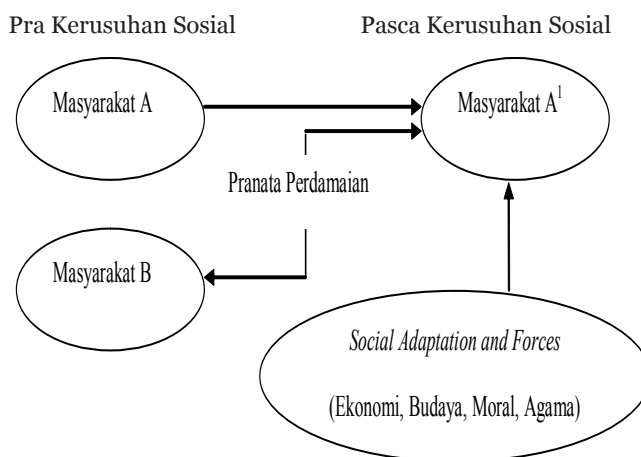 Pra Kerusuhan Sosial
Pasca Kerusuhan Sosial
Masyarakat A
Masyarakat A¹
Pranata Perdamaian
Masyarakat B
Social Adaptation and Forces
(Ekonomi, Budaya, Moral, Agama)